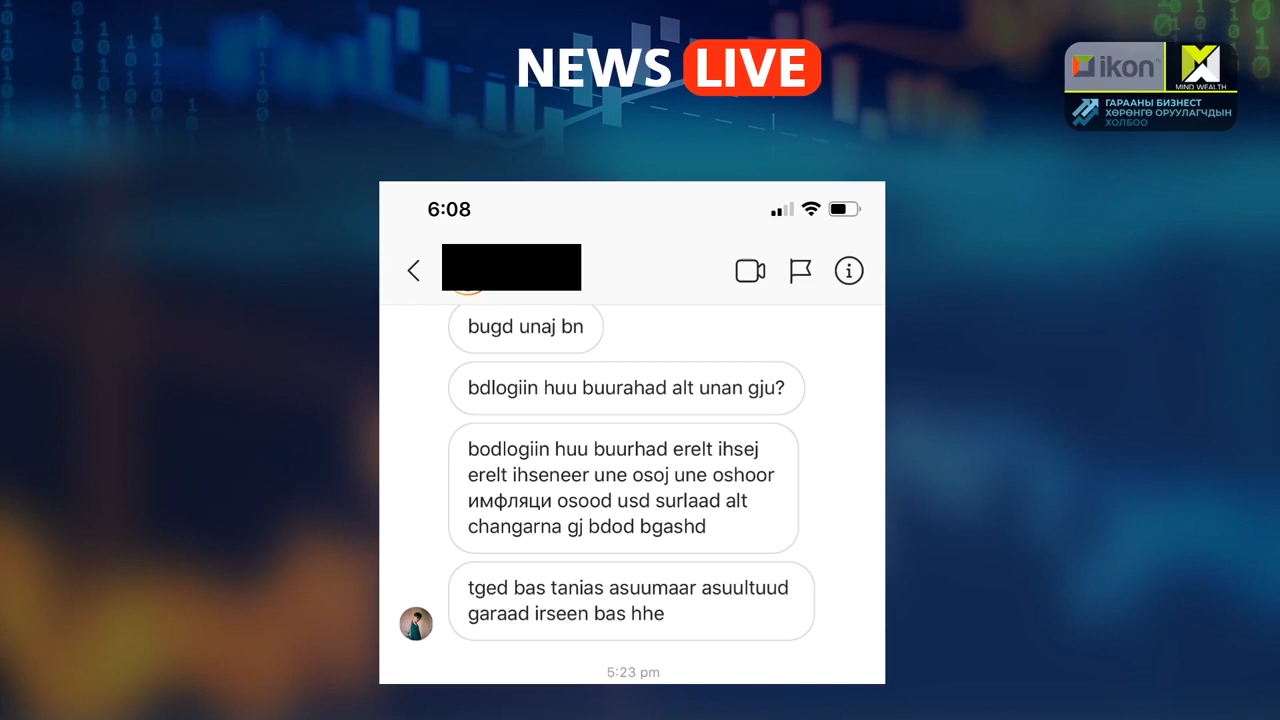 NEWS LIVE
ikon
MIND WEALTH
ГАРААНЫ БИЗНЕСТ
ХӨРӨНГӨ ОРУУЛАГЧДЫН
ХОЛБОО
6:08
bugd unaj bn
bdlogiin huu buurahad alt unan gju?
bodlogiin huu buurhad erelt ihsej
erelt ihseneer une osoj une oshoor
имфляци osood usd surlaad alt
changarna gj bdod bgashd
tged bas tanias asuumaar asuultuud
garaad irseen bas hhe
5:23 pm